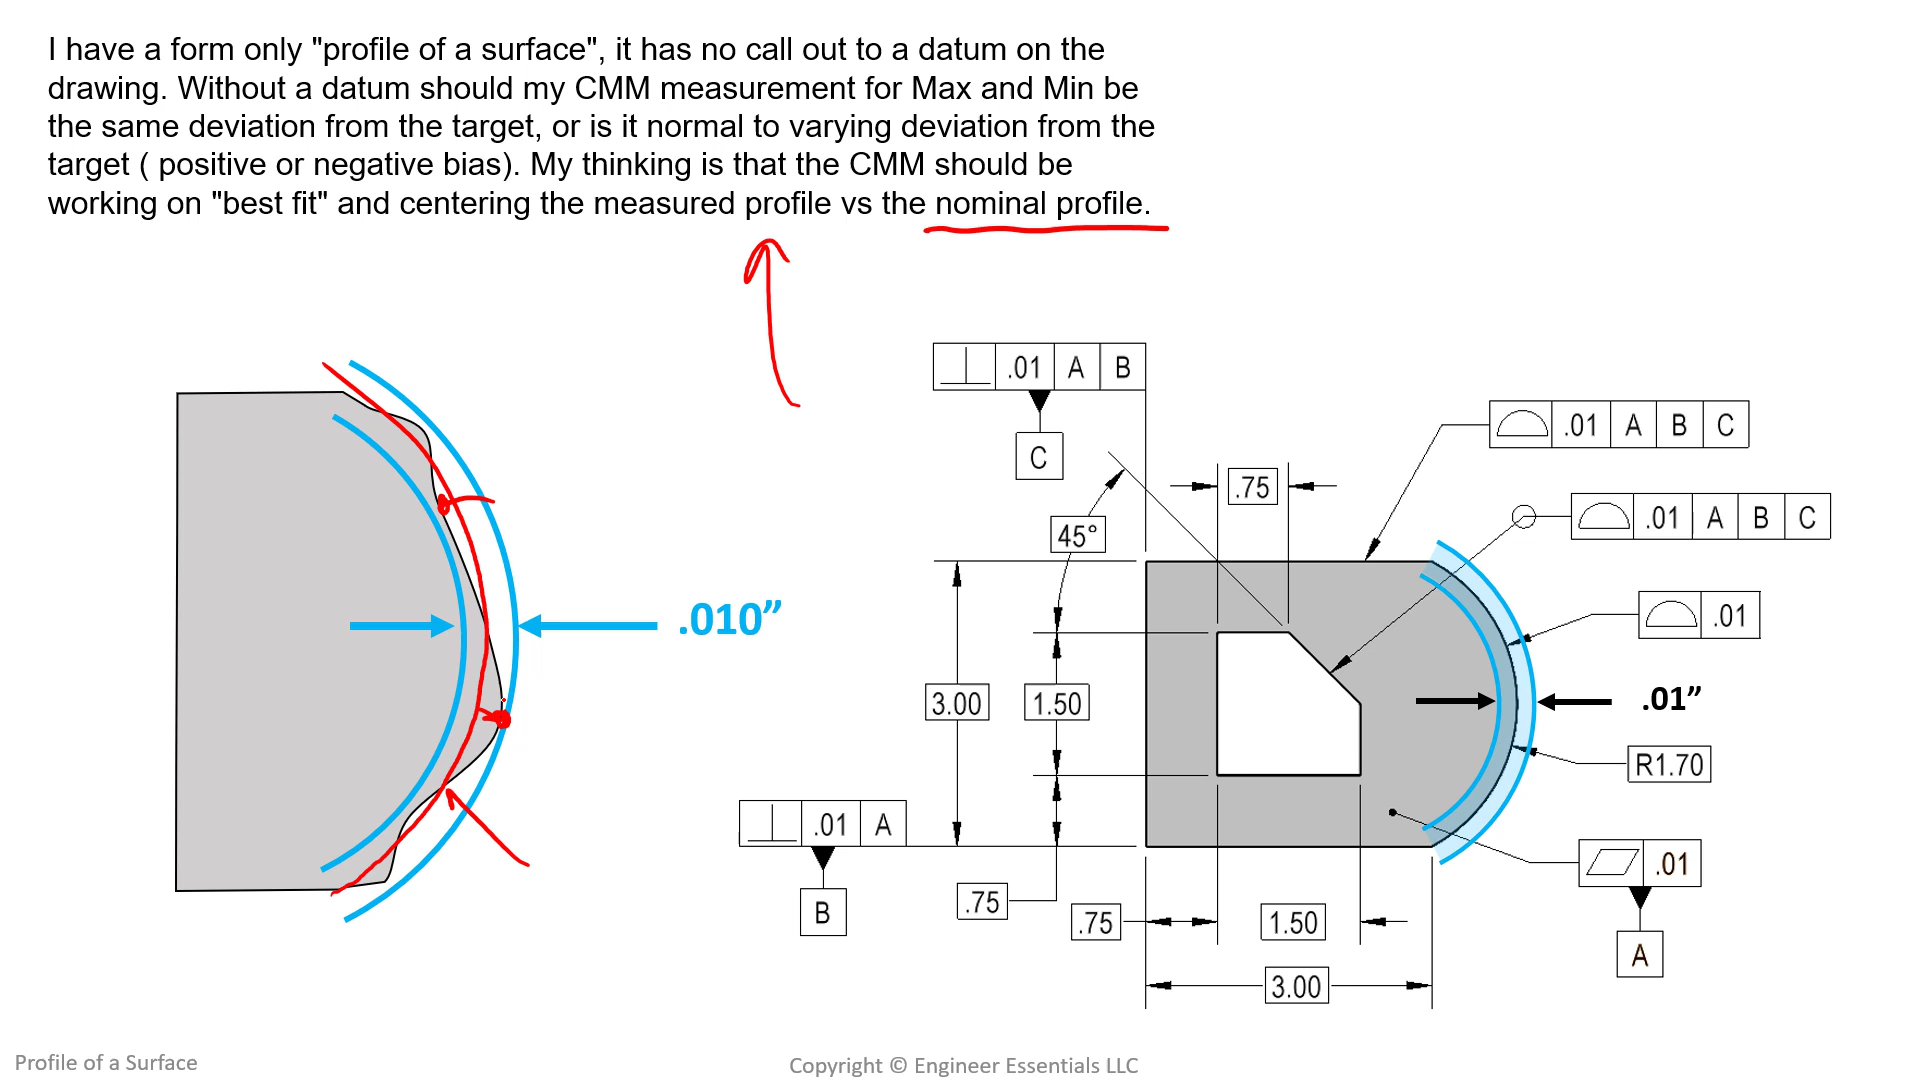 I have a form only "profile of a surface", it has no call out to a datum on the
drawing. Without a datum should my CMM measurement for Max and Min be
the same deviation from the target, or is it normal to varying deviation from the
target ( positive or negative bias). My thinking is that the CMM should be
working on "best fit" and centering the measured profile vs the nominal profile.
.01 A B
C
.01 A B C
.75
.01 A B C
45°
.01
.010”
3.00
1.50
.01”
R1.70
.01 A
.01
B
.75
.75
1.50
A
3.00
Profile of a Surface
Copyright © Engineer Essentials LLC